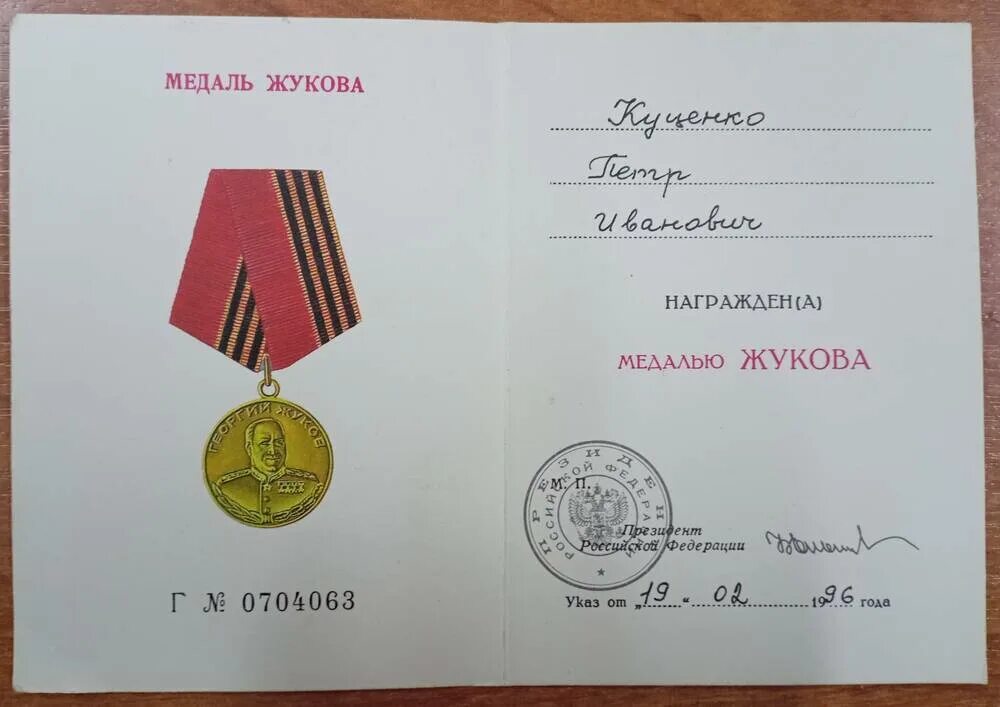 МЕДАЛЬ ЖУКОВА
ГЕОРГИЙ ЖУКОВ
Г № 0704063
Куценко
Петр
Иванович
НАГРАЖДЕН(А)
МЕДАЛЬЮ ЖУКОВА
ПРЕЗИДЕНТ
РОССИЙСКОЙ ФЕДЕРАЦИИ
М. П.
Президент
Российской Федерации
Указ от „19“ 02 1996 года